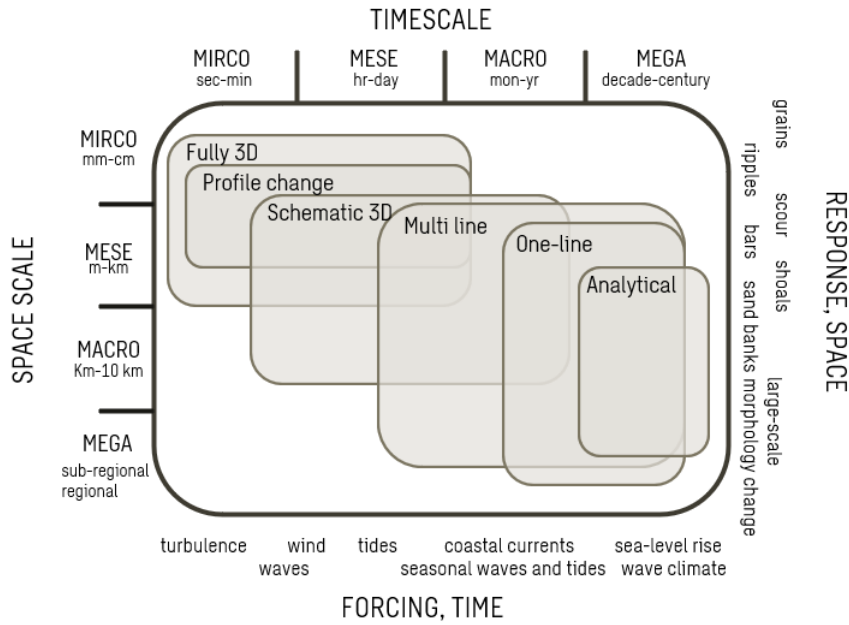 TIMESCALE
MIRCO
sec-min
MESE
hr-day
MACRO
mon-yr
MEGA
decade-century
SPACE SCALE
MIRCO
mm-cm
MESE
m-km
MACRO
Km-10 km
MEGA
sub-regional
regional
Fully 3D
Profile change
Schematic 3D
Multi line
One-line
Analytical
grains
ripples
scour
bars
shoals
sand banks
large-scale
morphology change
RESPONSE, SPACE
turbulence
wind
waves
tides
coastal currents
seasonal waves and tides
sea-level rise
wave climate
FORCING, TIME